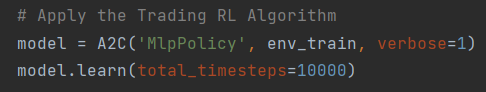 # Apply the Trading RL Algorithm
model = A2C('MlpPolicy', env_train, verbose=1)
model.learn(total_timesteps=10000)